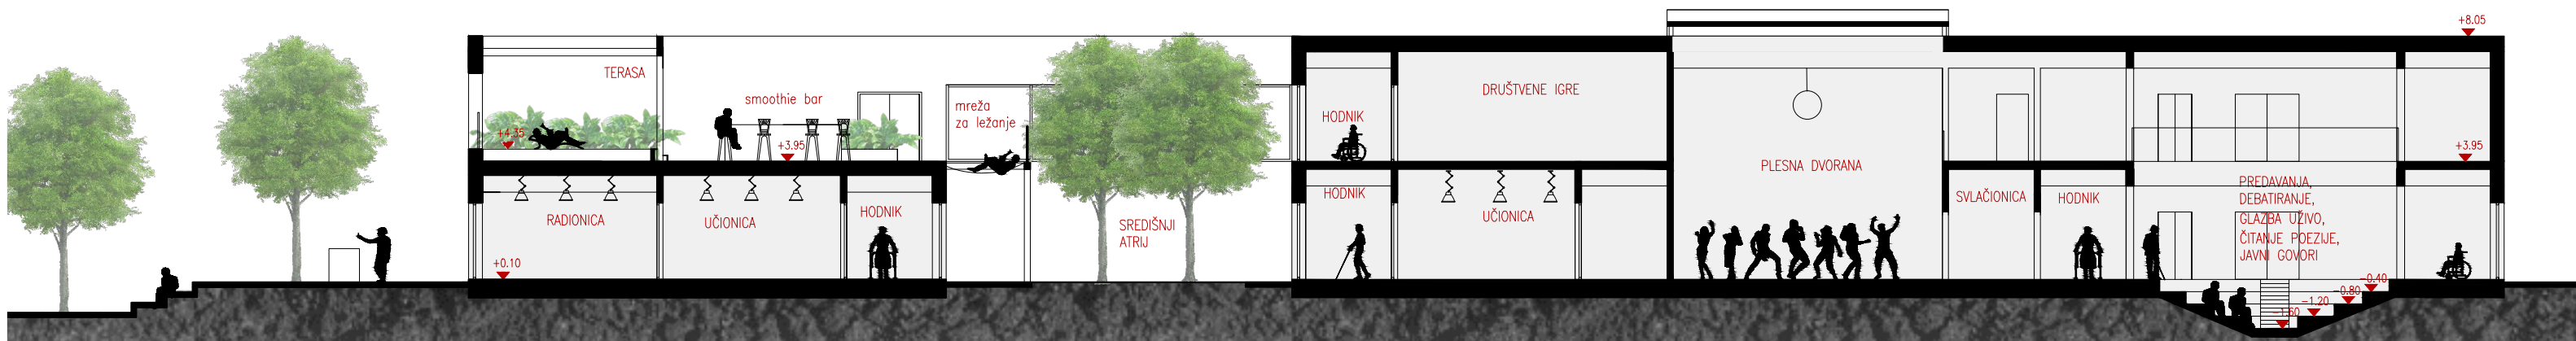 TERASA
smoothie bar
mreža
za ležanje
+4.35
+3.95
RADIONICA
UČIONICA
HODNIK
+0.10
SREDIŠNJI
ATRIJ
HODNIK
DRUŠTVENE IGRE
HODNIK
UČIONICA
PLESNA DVORANA
SVLAČIONICA
HODNIK
+8.05
+3.95
PREDAVANJA,
DEBATIRANJE,
GLAZBA UŽIVO,
ČITANJE POEZIJE,
JAVNI GOVORI
-0.40
-0.80
-1.20
-1.60